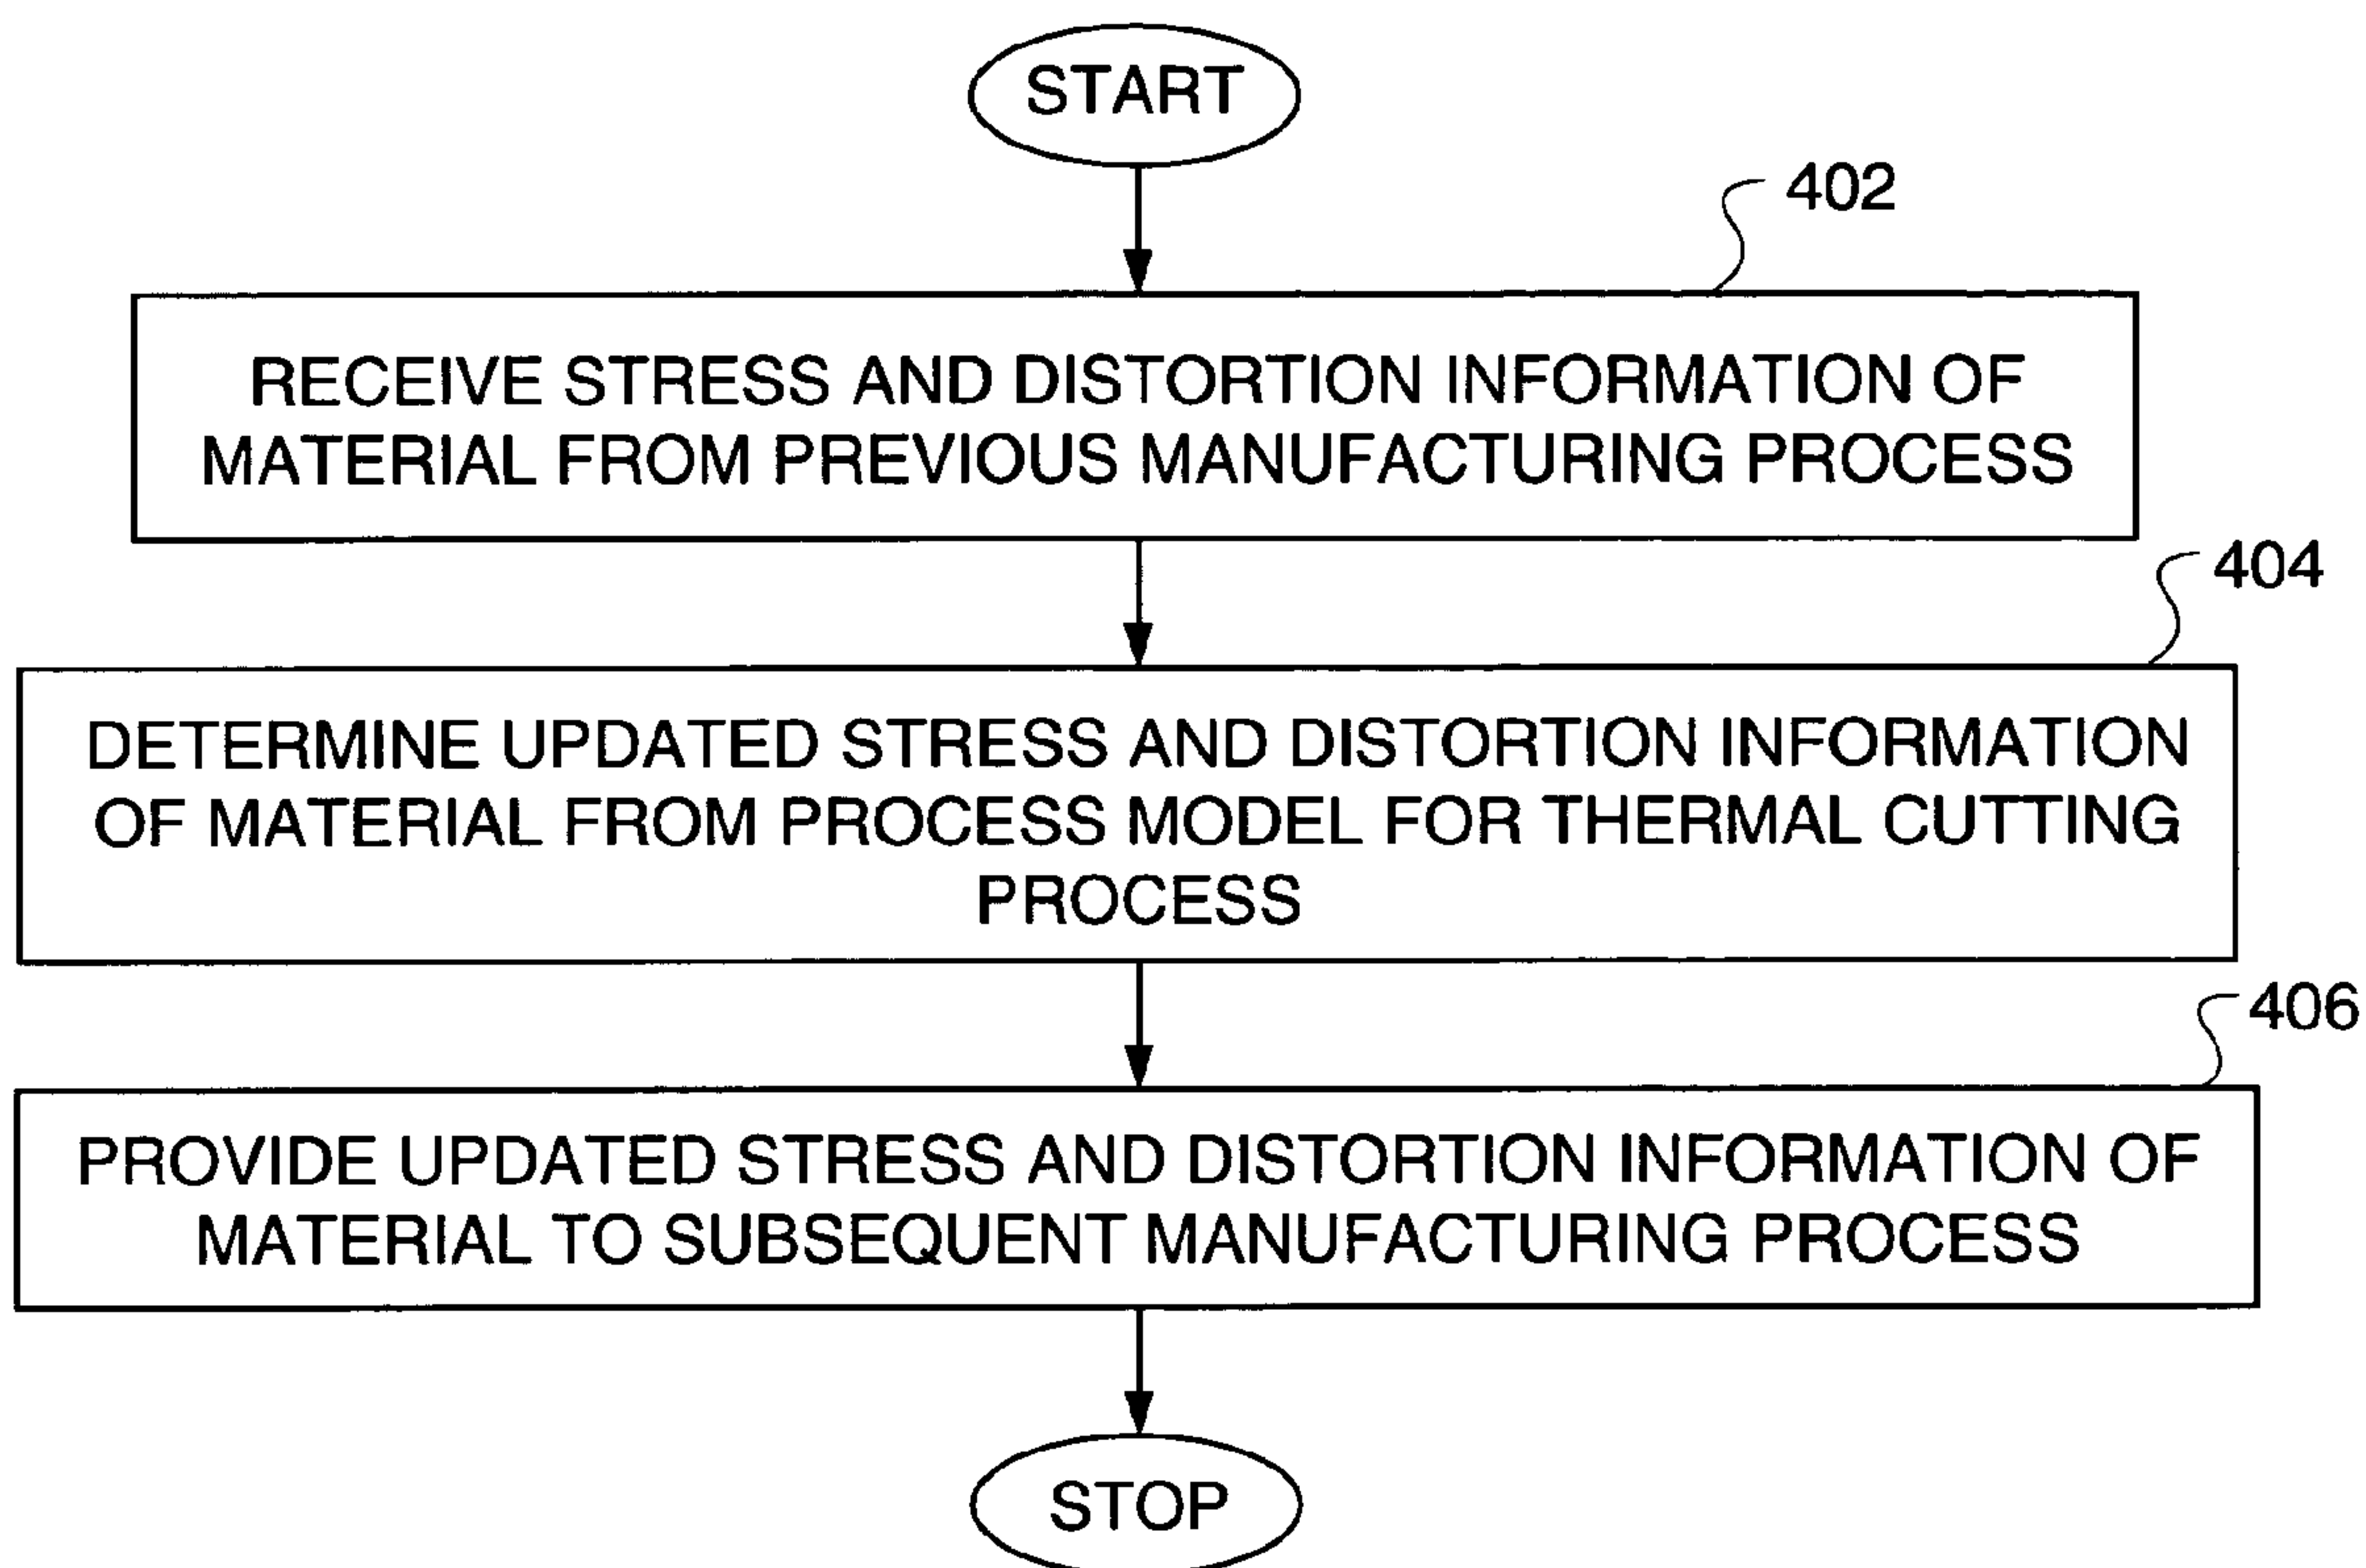 START
402
RECEIVE STRESS AND DISTORTION INFORMATION OF
MATERIAL FROM PREVIOUS MANUFACTURING PROCESS
404
DETERMINE UPDATED STRESS AND DISTORTION INFORMATION
OF MATERIAL FROM PROCESS MODEL FOR THERMAL CUTTING
PROCESS
406
PROVIDE UPDATED STRESS AND DISTORTION INFORMATION OF
MATERIAL TO SUBSEQUENT MANUFACTURING PROCESS
STOP